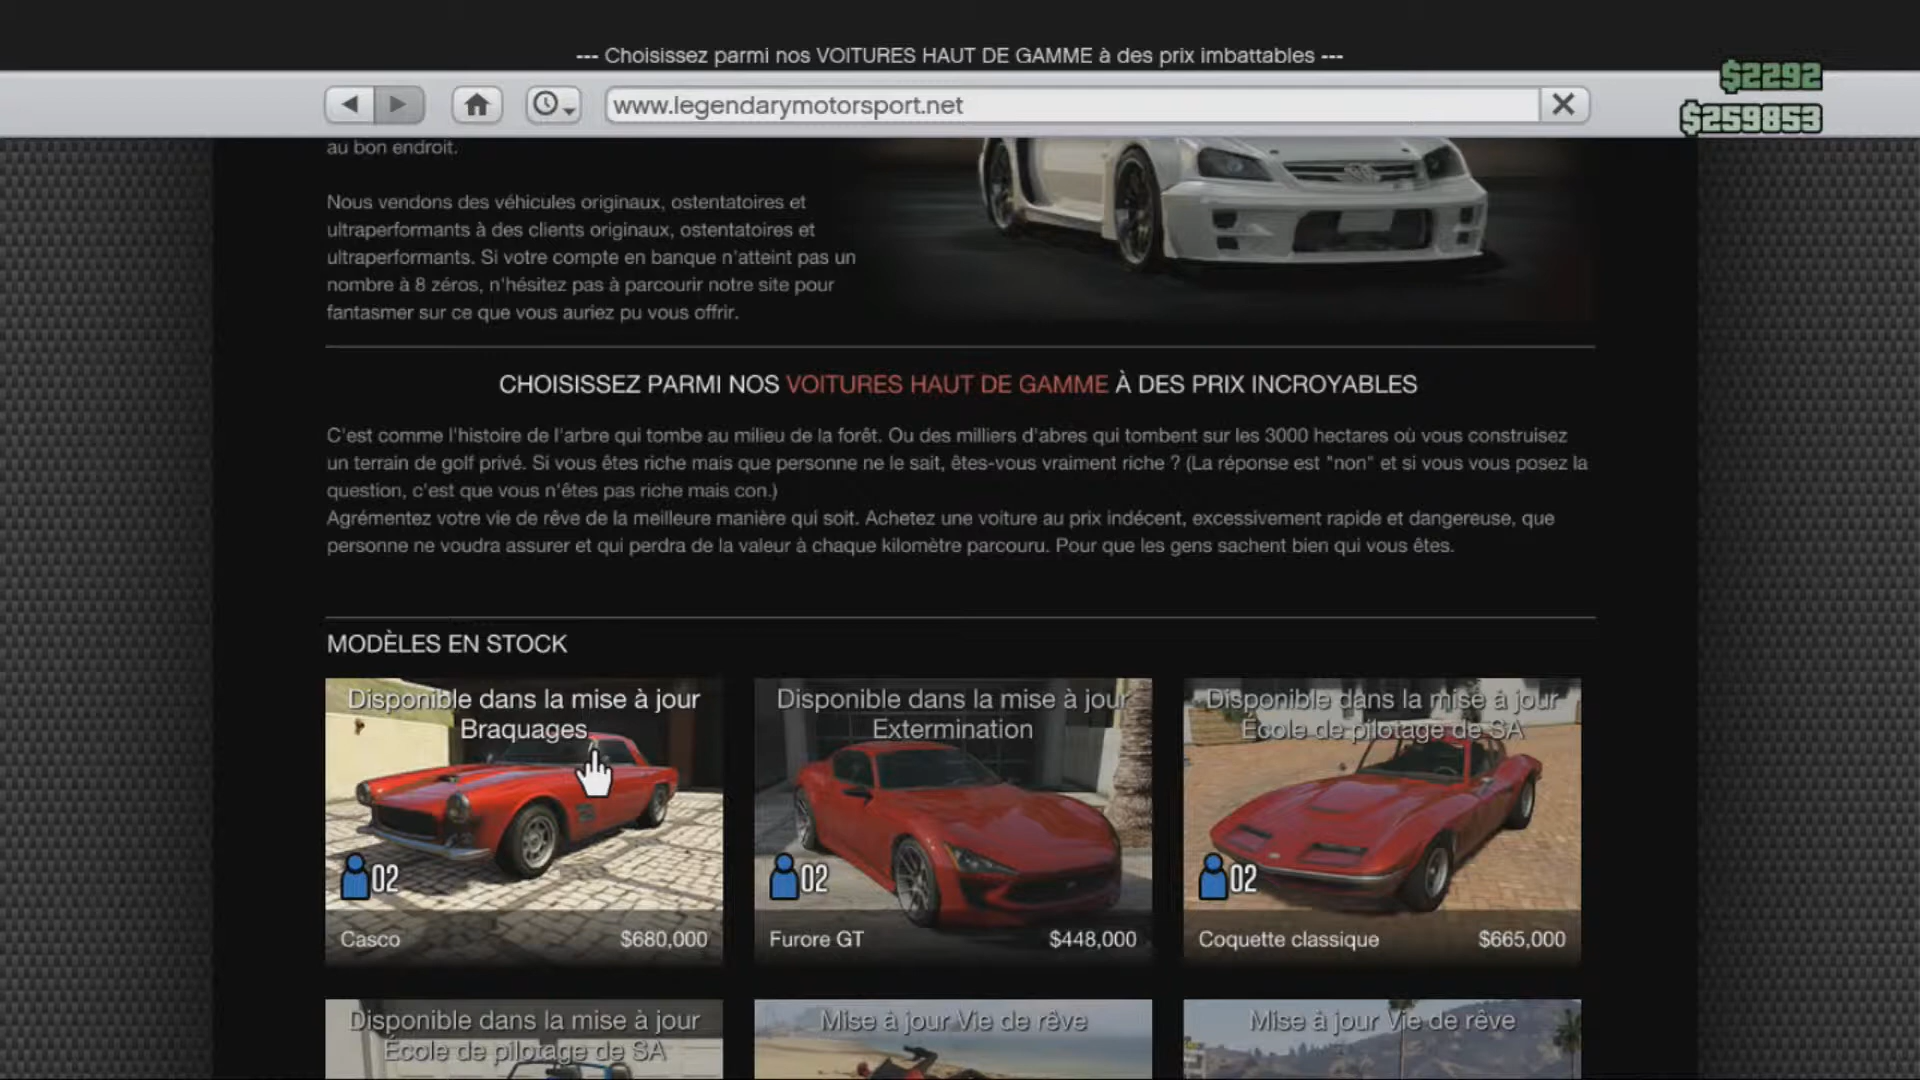 --- Choisissez parmi nos VOITURES HAUT DE GAMME à des prix imbattables ---
$2292
www.legendarymotorsport.net
$259853
au bon endroit.
Nous vendons des véhicules originaux, ostentatoires et
ultraperformants à des clients originaux, ostentatoires et
ultraperformants. Si votre compte en banque n'atteint pas un
nombre à 8 zéros, n'hésitez pas à parcourir notre site pour
fantasmer sur ce que vous auriez pu vous offrir.
CHOISISSEZ PARMI NOS VOITURES HAUT DE GAMME À DES PRIX INCROYABLES
C'est comme l'histoire de l'arbre qui tombe au milieu de la forêt. Ou des milliers d'abres qui tombent sur les 3000 hectares où vous construisez
un terrain de golf privé. Si vous êtes riche mais que personne ne le sait, êtes-vous vraiment riche ? (La réponse est "non" et si vous vous posez la
question, c'est que vous n'êtes pas riche mais con.)
Agrémentez votre vie de rêve de la meilleure manière qui soit. Achetez une voiture au prix indécent, excessivement rapide et dangereuse, que
personne ne voudra assurer et qui perdra de la valeur à chaque kilomètre parcouru. Pour que les gens sachent bien qui vous êtes.
MODÈLES EN STOCK
Disponible dans la mise à jour
Braquages
02
Casco $680,000
Disponible dans la mise à jour
Extermination
02
Furore GT $448,000
Disponible dans la mise à jour
École de pilotage de SA
02
Coquette classique $665,000
Disponible dans la mise à jour
École de pilotage de SA
Mise à jour Vie de rêve
Mise à jour Vie de rêve